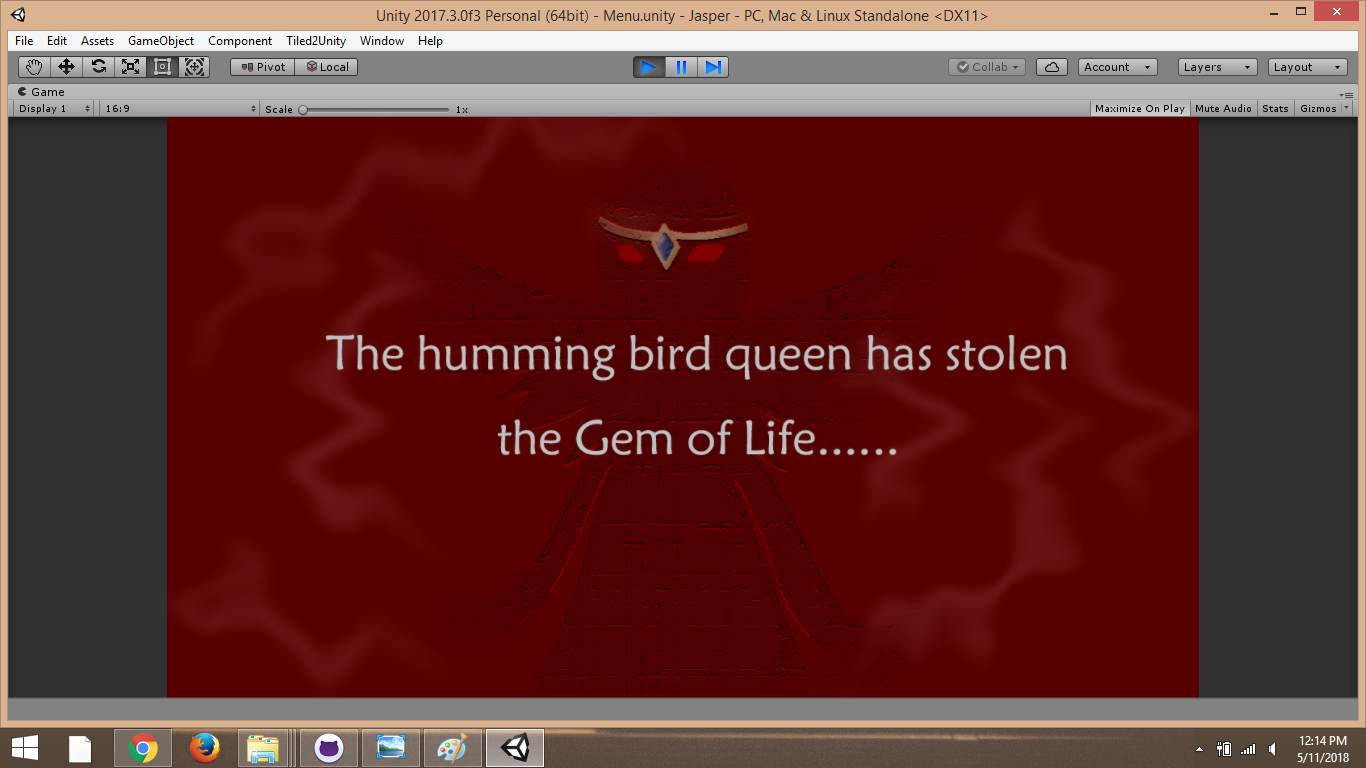 Unity 2017.3.0f3 Personal (64bit) - Menu.unity - Jasper - PC, Mac & Linux Standalone <DX11>
File Edit Assets GameObject Component Tiled2Unity Window Help
Pivot Local Collab Account Layers Layout
Game
Display 1 16:9 Scale 1x Maximize On Play Mute Audio Stats Gizmos
The humming bird queen has stolen
the Gem of Life......
12:14 PM
5/11/2018